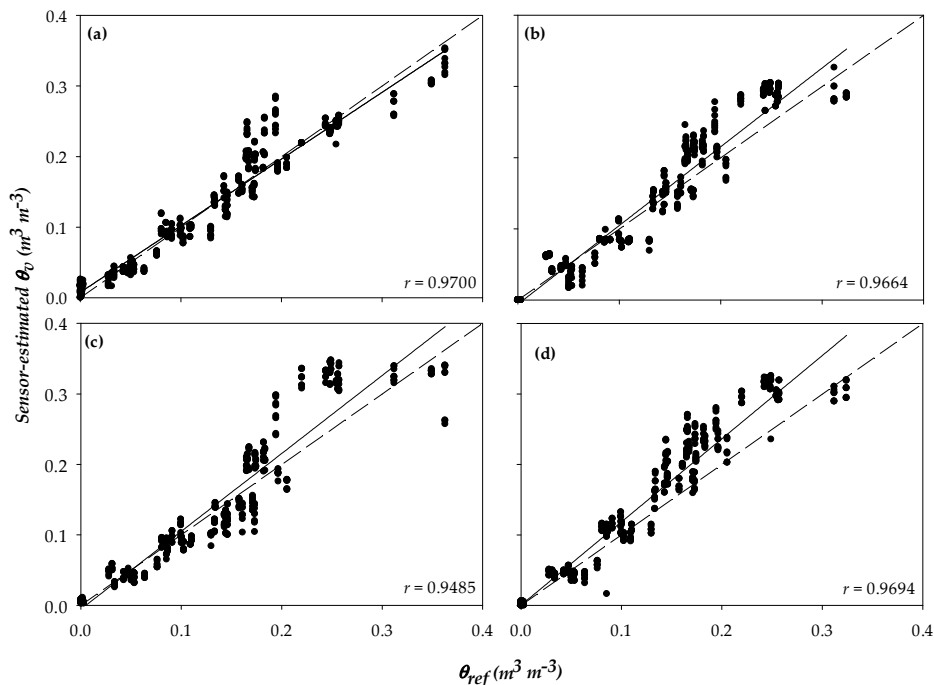 (a)
(b)
0.4
0.3
0.2
0.1
0.0
r = 0.9700
r = 0.9664
Sensor-estimated θv (m³ m⁻³)
(c)
(d)
0.4
0.3
0.2
0.1
0.0
r = 0.9485
r = 0.9694
0.0 0.1 0.2 0.3 0.4 0.0 0.1 0.2 0.3 0.4
θref (m³ m⁻³)